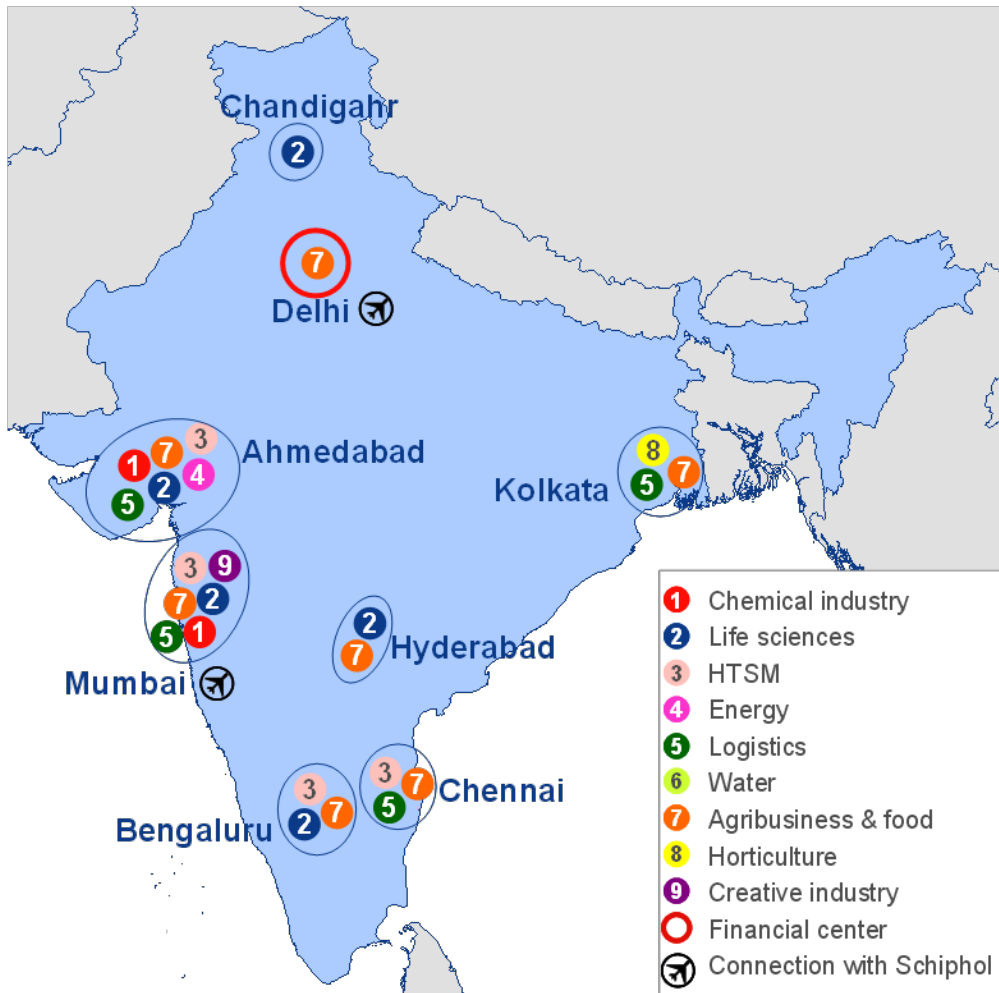 Chandigahr
2
7
Delhi
3
7
1
Ahmedabad
4
2
5
8
7
Kolkata
5
3
9
7
2
5
1
Mumbai
2
Hyderabad
7
3
7
Chennai
5
3
7
2
Bengaluru
1 Chemical industry
2 Life sciences
3 HTSM
4 Energy
5 Logistics
6 Water
7 Agribusiness & food
8 Horticulture
9 Creative industry
Financial center
Connection with Schiphol